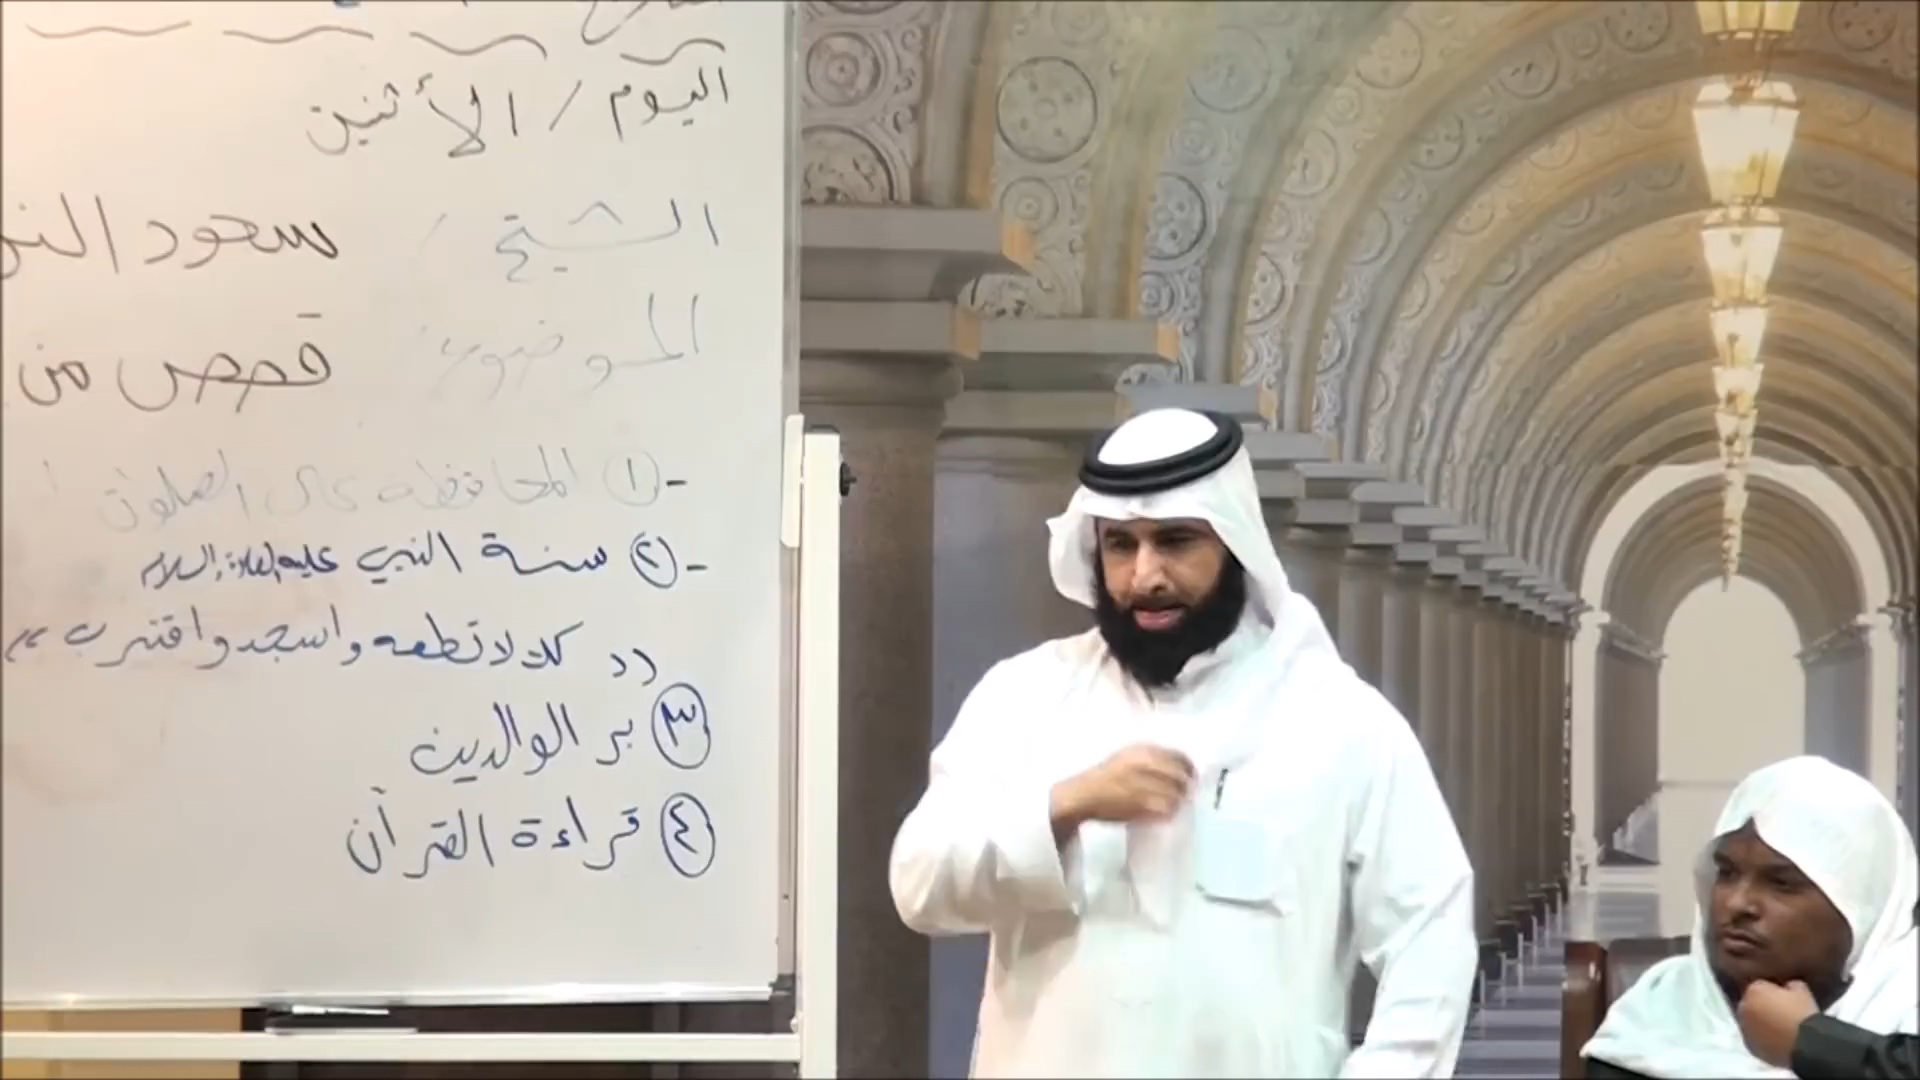 اليوم / الأثنين
الشيخ / سعود
الموضوع / قصص من
-١ المحافظة على الصلوات
-٢ سنة النبي عليه الصلاة والسلام
(( كلا لا تطعه واسجد واقترب ))
٣ بر الوالدين
٤ قراءة القرآن